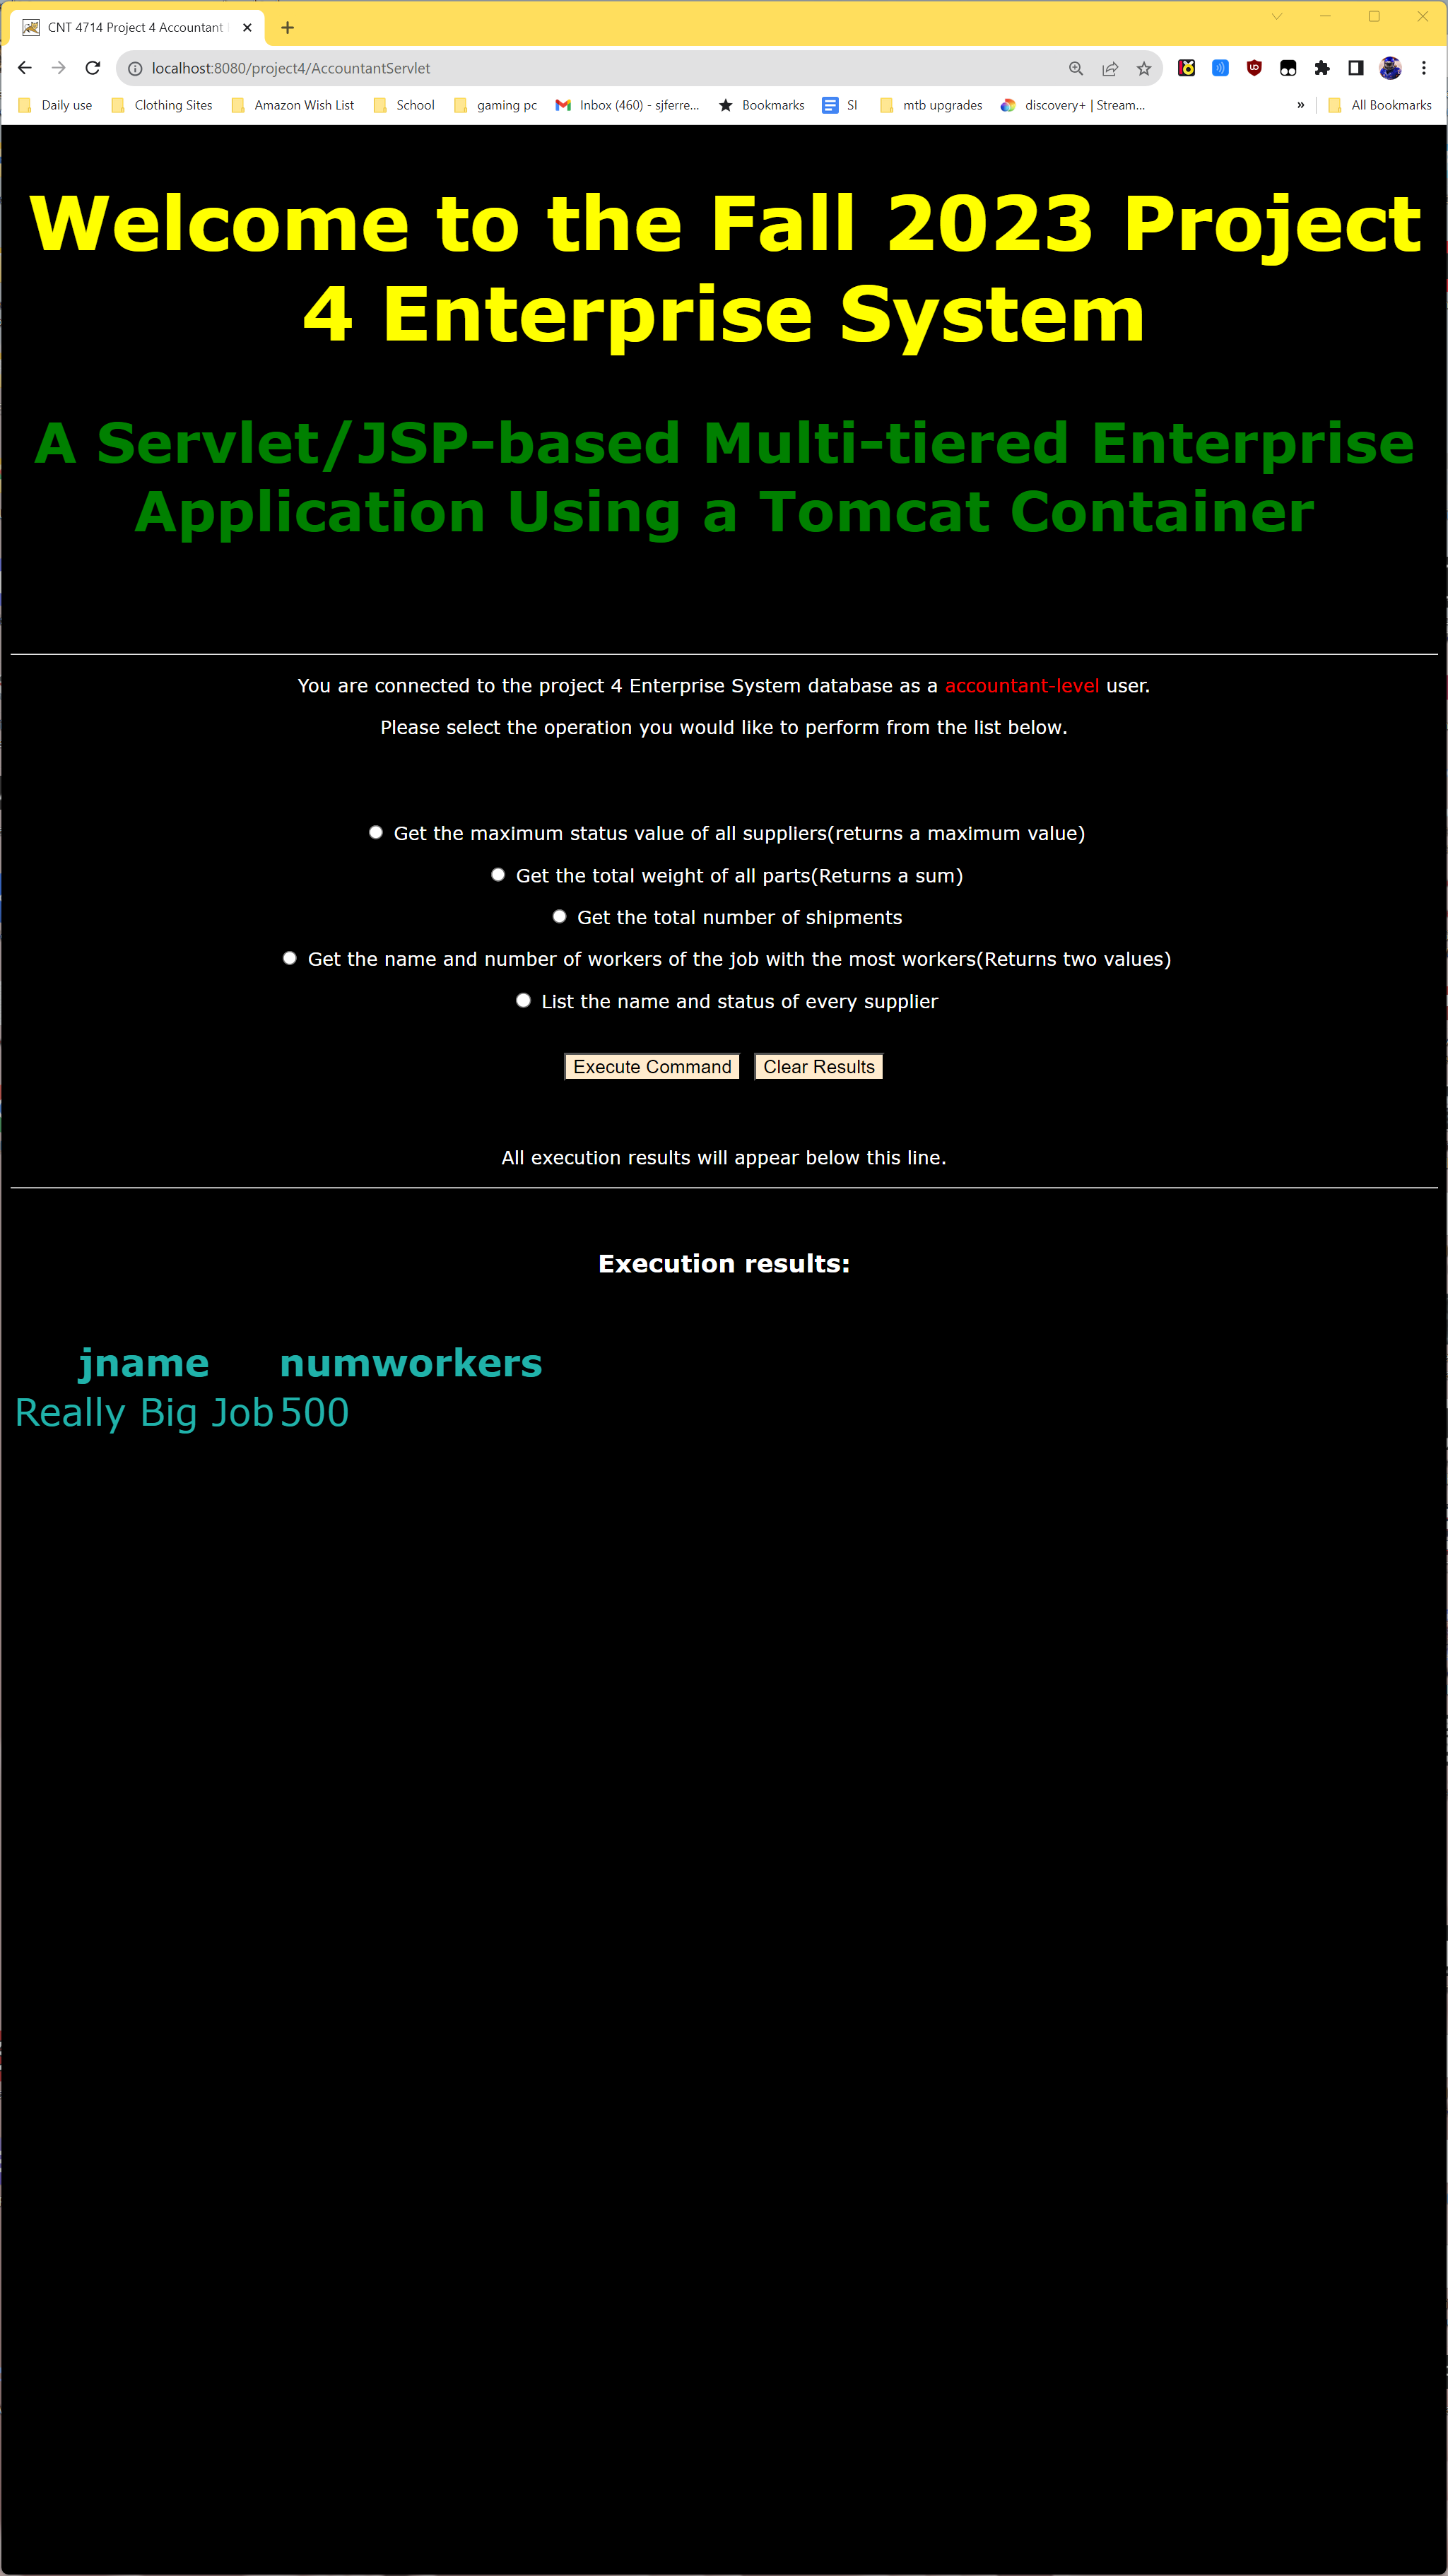 CNT 4714 Project 4 Accountant
localhost:8080/project4/AccountantServlet
Daily use Clothing Sites Amazon Wish List School gaming pc Inbox (460) - sjferre... Bookmarks SI mtb upgrades discovery+ | Stream... » All Bookmarks
Welcome to the Fall 2023 Project
4 Enterprise System
A Servlet/JSP-based Multi-tiered Enterprise
Application Using a Tomcat Container
You are connected to the project 4 Enterprise System database as a accountant-level user.
Please select the operation you would like to perform from the list below.
Get the maximum status value of all suppliers(returns a maximum value)
Get the total weight of all parts(Returns a sum)
Get the total number of shipments
Get the name and number of workers of the job with the most workers(Returns two values)
List the name and status of every supplier
Execute Command Clear Results
All execution results will appear below this line.
Execution results:
jname numworkers
Really Big Job 500